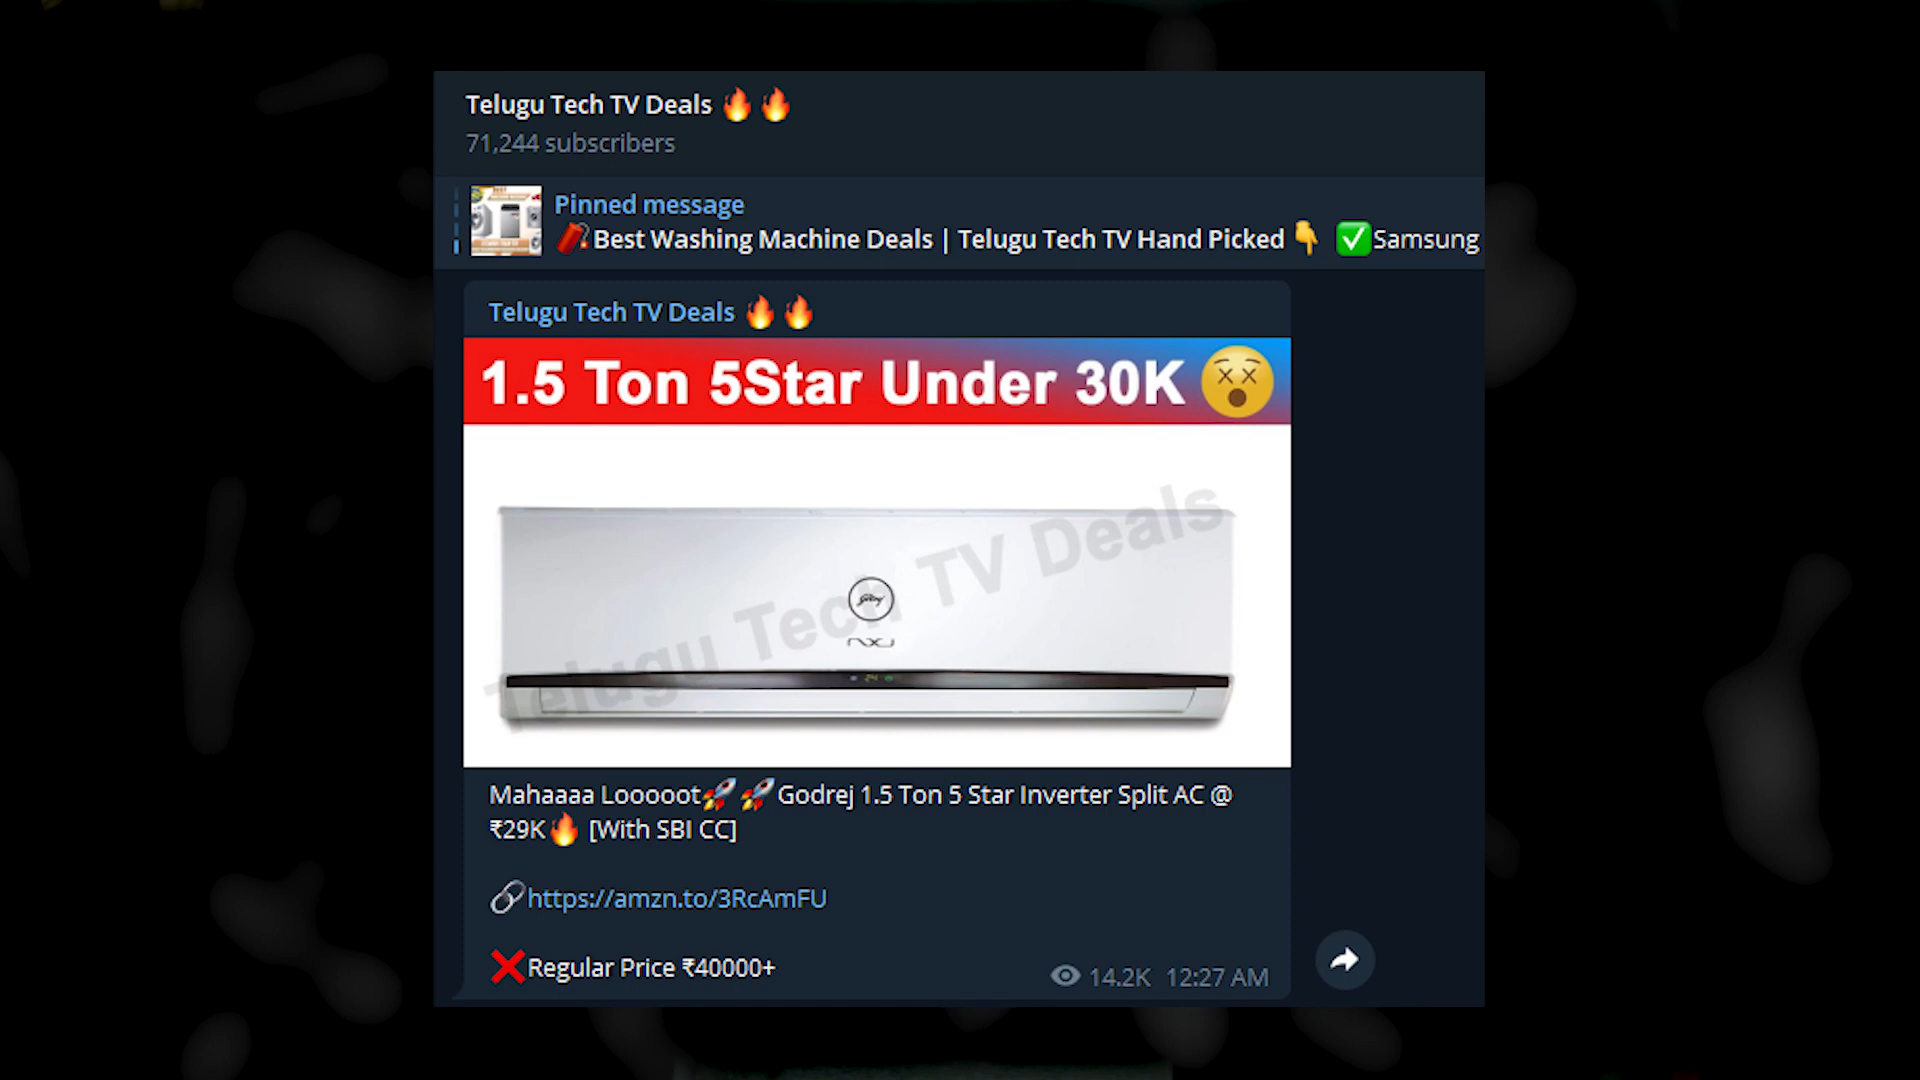 Telugu Tech TV Deals 🔥🔥
71,244 subscribers
Pinned message
🧨Best Washing Machine Deals | Telugu Tech TV Hand Picked👇 ✅Samsung
Telugu Tech TV Deals 🔥🔥
1.5 Ton 5Star Under 30K 😵
Telugu Tech TV Deals
Godrej
NXU
24
Mahaaaa Looooot🚀🚀Godrej 1.5 Ton 5 Star Inverter Split AC @
₹29K🔥 [With SBI CC]
🔗https://amzn.to/3RcAmFU
❌Regular Price ₹40000+
14.2K 12:27 AM